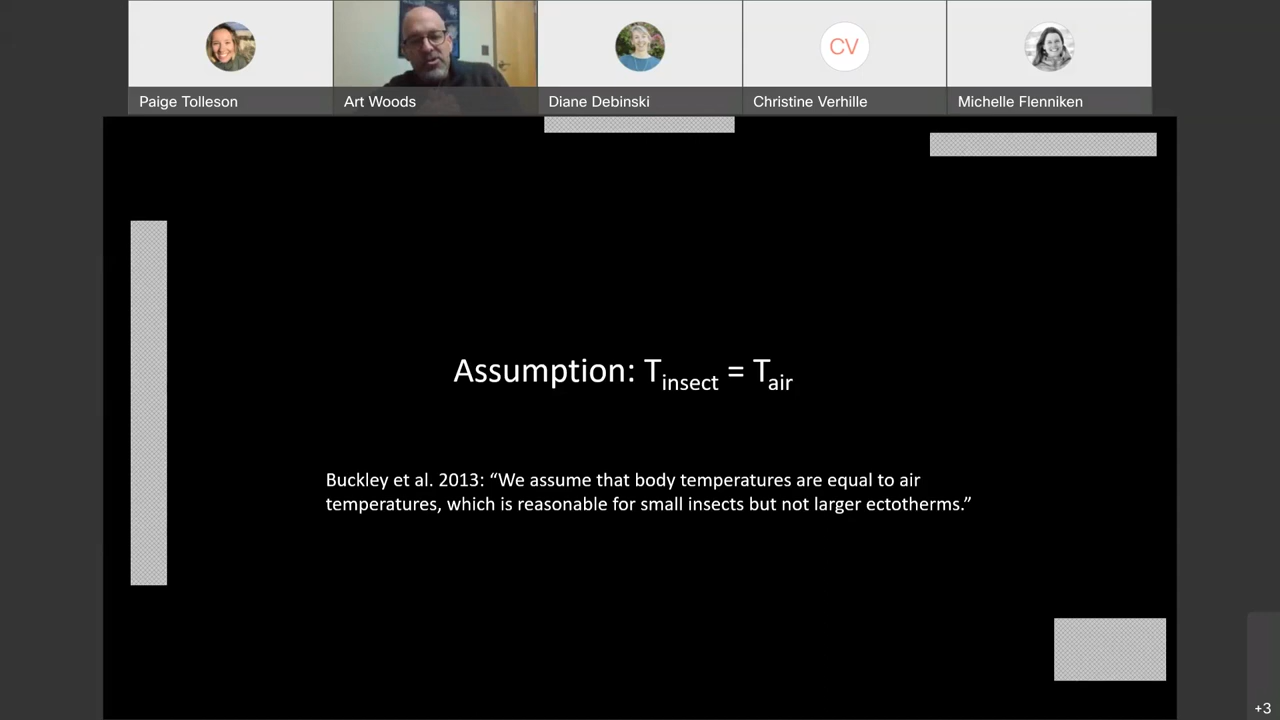 Paige Tolleson
Art Woods
Diane Debinski
CV
Christine Verhille
Michelle Flenniken
Assumption: Tinsect = Tair
Buckley et al. 2013: “We assume that body temperatures are equal to air
temperatures, which is reasonable for small insects but not larger ectotherms.”
+3